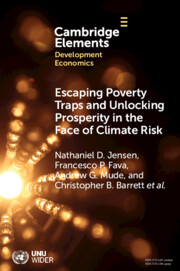 Cambridge
Elements
Development
Economics
Escaping Poverty
Traps and Unlocking
Prosperity in the
Face of Climate Risk
Nathaniel D. Jensen,
Francesco P. Fava,
Andrew G. Mude, and
Christopher B. Barrett et al.
UNU
WIDER